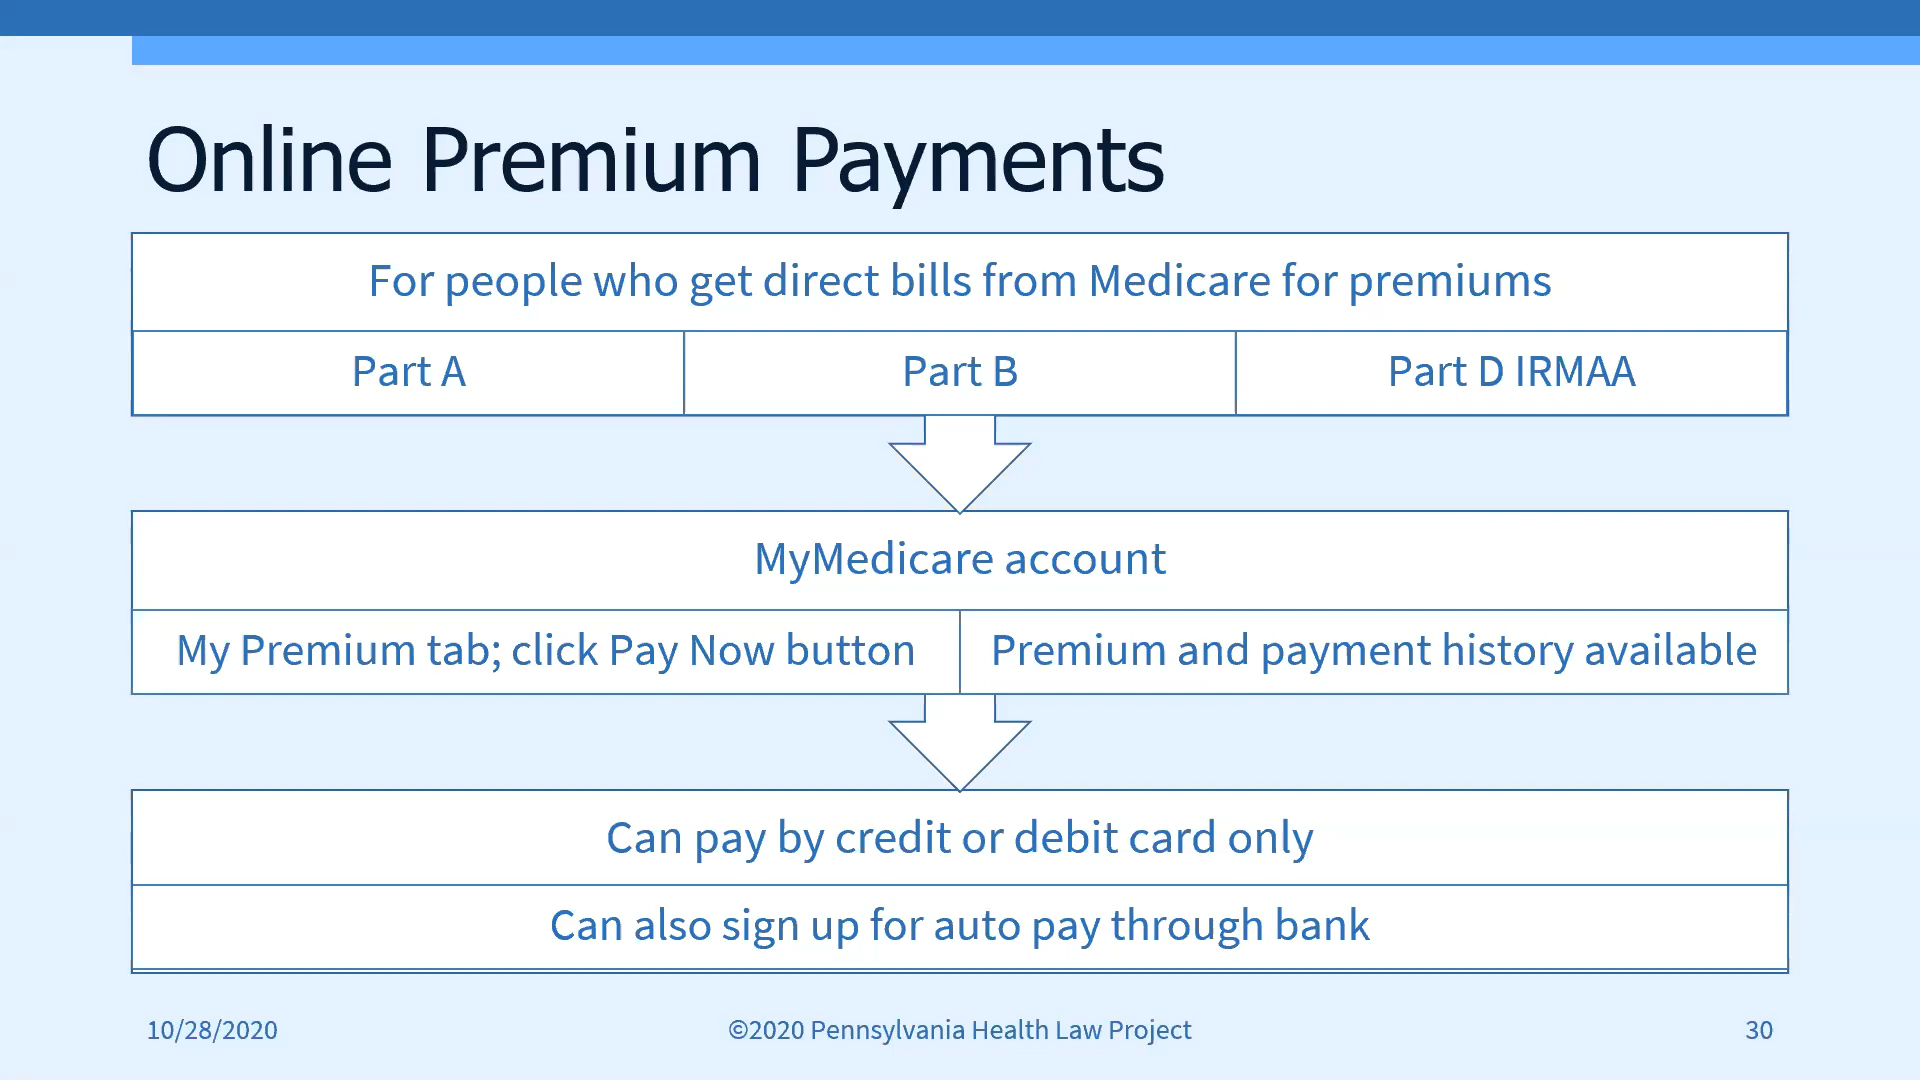 Online Premium Payments
For people who get direct bills from Medicare for premiums
Part A
Part B
Part D IRMAA
MyMedicare account
My Premium tab; click Pay Now button
Premium and payment history available
Can pay by credit or debit card only
Can also sign up for auto pay through bank
10/28/2020
©2020 Pennsylvania Health Law Project
30